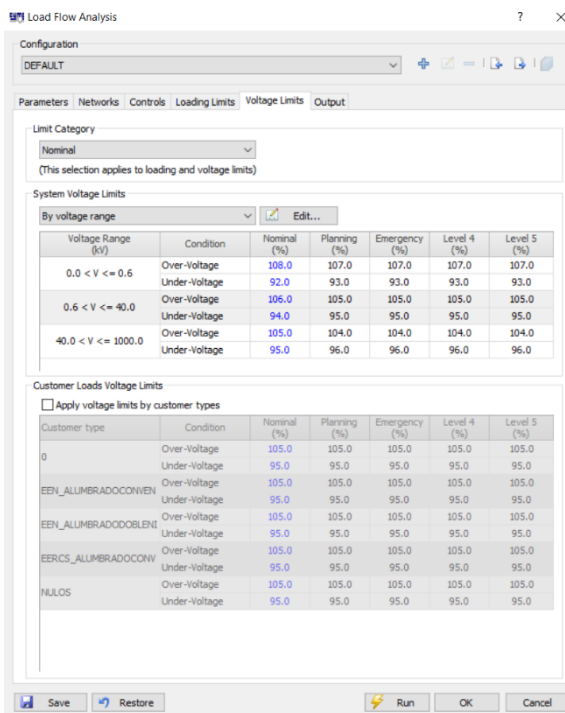 Load Flow Analysis ? X
Configuration
DEFAULT
Parameters Networks Controls Loading Limits Voltage Limits Output
Limit Category
Nominal
(This selection applies to loading and voltage limits)
System Voltage Limits
By voltage range Edit...
Voltage Range (kV) Condition Nominal (%) Planning (%) Emergency (%) Level 4 (%) Level 5 (%)
0.0 < V <= 0.6 Over-Voltage 108.0 107.0 107.0 107.0 107.0
Under-Voltage 92.0 93.0 93.0 93.0 93.0
0.6 < V <= 40.0 Over-Voltage 106.0 105.0 105.0 105.0 105.0
Under-Voltage 94.0 95.0 95.0 95.0 95.0
40.0 < V <= 1000.0 Over-Voltage 105.0 104.0 104.0 104.0 104.0
Under-Voltage 95.0 96.0 96.0 96.0 96.0
Customer Loads Voltage Limits
Apply voltage limits by customer types
Customer type Condition Nominal (%) Planning (%) Emergency (%) Level 4 (%) Level 5 (%)
0 Over-Voltage 105.0 105.0 105.0 105.0 105.0
Under-Voltage 95.0 95.0 95.0 95.0 95.0
EEN_ALUMBRADOCONVEN Over-Voltage 105.0 105.0 105.0 105.0 105.0
Under-Voltage 95.0 95.0 95.0 95.0 95.0
EEN_ALUMBRADODOBLENI Over-Voltage 105.0 105.0 105.0 105.0 105.0
Under-Voltage 95.0 95.0 95.0 95.0 95.0
EERCS_ALUMBRADOCONV Over-Voltage 105.0 105.0 105.0 105.0 105.0
Under-Voltage 95.0 95.0 95.0 95.0 95.0
NULOS Over-Voltage 105.0 105.0 105.0 105.0 105.0
Under-Voltage 95.0 95.0 95.0 95.0 95.0
Save Restore Run OK Cancel